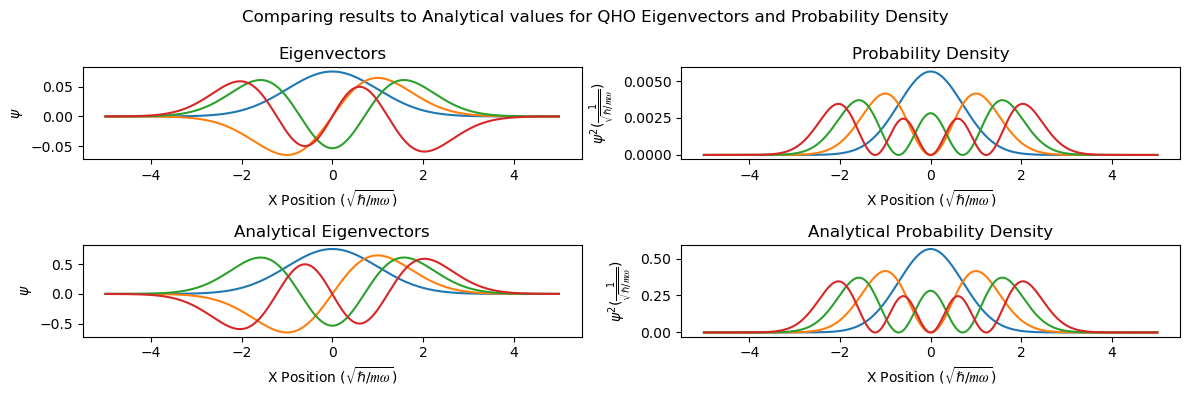 Comparing results to Analytical values for QHO Eigenvectors and Probability Density
Eigenvectors
ψ
0.05
0.00
−0.05
−4 −2 0 2 4
X Position (√ℏ/mω)
Probability Density
ψ²(1/√ℏ/mω)
0.0050
0.0025
0.0000
−4 −2 0 2 4
X Position (√ℏ/mω)
Analytical Eigenvectors
ψ
0.5
0.0
−0.5
−4 −2 0 2 4
X Position (√ℏ/mω)
Analytical Probability Density
ψ²(1/√ℏ/mω)
0.50
0.25
0.00
−4 −2 0 2 4
X Position (√ℏ/mω)